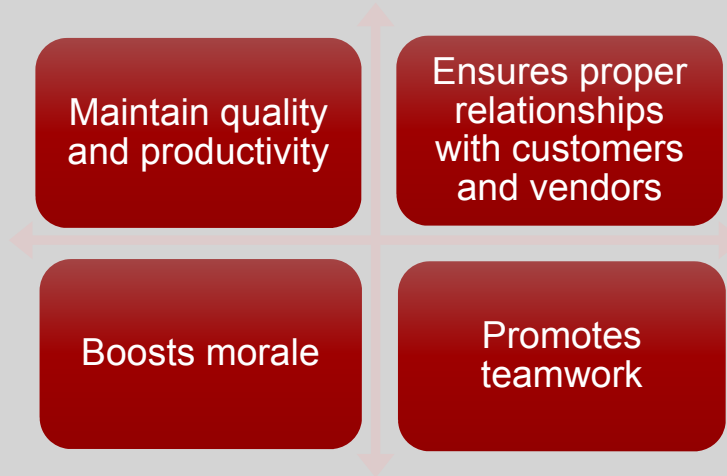 Maintain quality
and productivity
Ensures proper
relationships
with customers
and vendors
Boosts morale
Promotes
teamwork